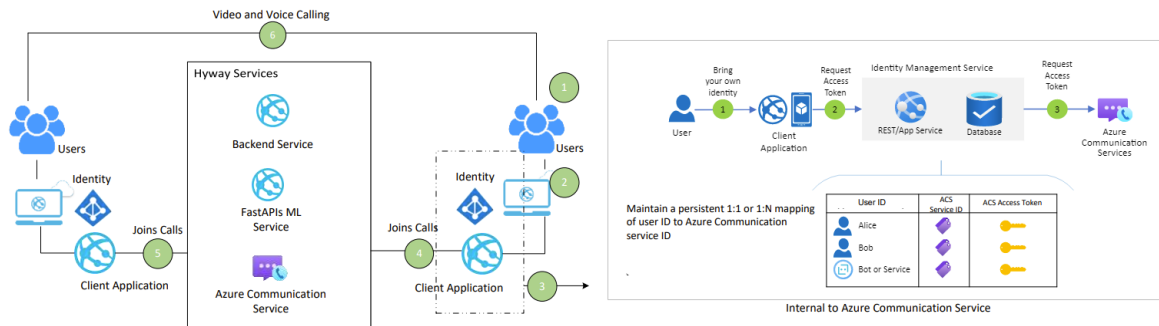 Video and Voice Calling
6
Hyway Services
1
Users
Backend Service
Users
2
Identity
Identity
FastAPIs ML
Service
Joins Calls
5
Joins Calls
4
Client Application
Azure Communication
Service
Client Application
3
Bring
your own
identity
1
User
Client
Application
Request
Access
Token
2
Identity Management Service
REST/App Service
Database
Request
Access
Token
3
Azure
Communication
Services
Maintain a persistent 1:1 or 1:N mapping
of user ID to Azure Communication
service ID
User ID
ACS
Service ID
ACS Access Token
Alice
Bob
Bot or Service
Internal to Azure Communication Service